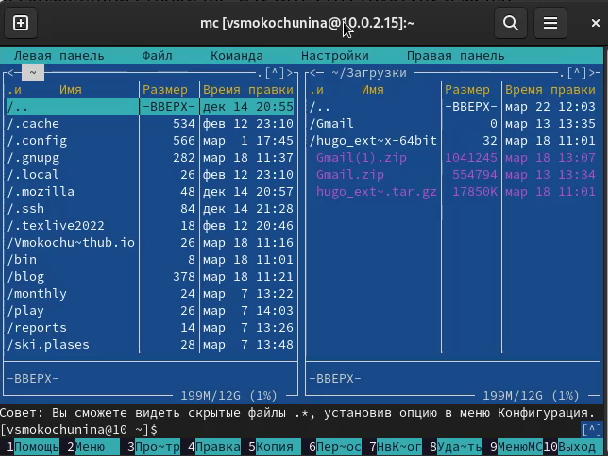 mc [vsmokochunina@10.0.2.15]:~
Левая панель Файл Команда Настройки Правая панель
<— ~ .[^]> <— ~/Загрузки .[^]>
.и Имя Размер Время правки .и Имя Размер Время правки
/.. -ВВЕРХ- дек 14 20:55 /.. -ВВЕРХ- мар 22 12:03
/.cache 534 фев 12 23:10 /Gmail 0 мар 13 13:35
/.config 566 мар 1 17:45 /hugo_ext~x-64bit 32 мар 18 11:01
/.gnupg 282 мар 18 11:37 Gmail(1).zip 1041245 мар 18 13:07
/.local 26 фев 12 23:10 Gmail.zip 554794 мар 13 13:34
/.mozilla 48 дек 14 20:57 hugo_ext~.tar.gz 17850K мар 18 11:01
/.ssh 84 дек 14 21:28
/.texlive2022 18 фев 12 20:46
/Vmokochu~thub.io 26 мар 18 11:16
/bin 8 мар 18 11:01
/blog 378 мар 18 11:21
/monthly 24 мар 7 13:22
/play 26 мар 7 14:03
/reports 14 мар 7 13:26
/ski.plases 28 мар 7 13:48
-ВВЕРХ- -ВВЕРХ-
199M/12G (1%) 199M/12G (1%)
Совет: Вы сможете видеть скрытые файлы .*, установив опцию в меню Конфигурация.
[vsmokochunina@10 ~]$ [^]
1Помощь 2Меню 3Про~тр 4Правка 5Копия 6Пер~ос 7НвК~ог 8Уда~ть 9МенюMC 10Выход